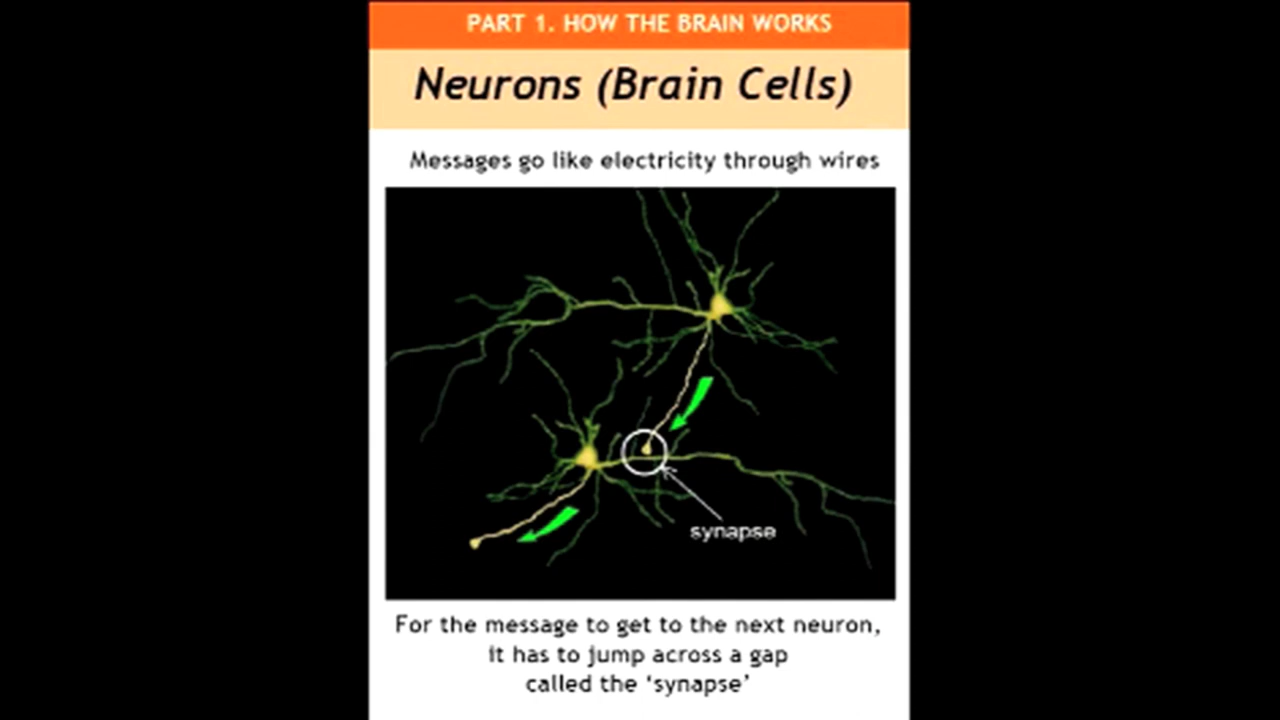 PART 1. HOW THE BRAIN WORKS
Neurons (Brain Cells)
Messages go like electricity through wires
synapse
For the message to get to the next neuron,
it has to jump across a gap
called the ‘synapse’